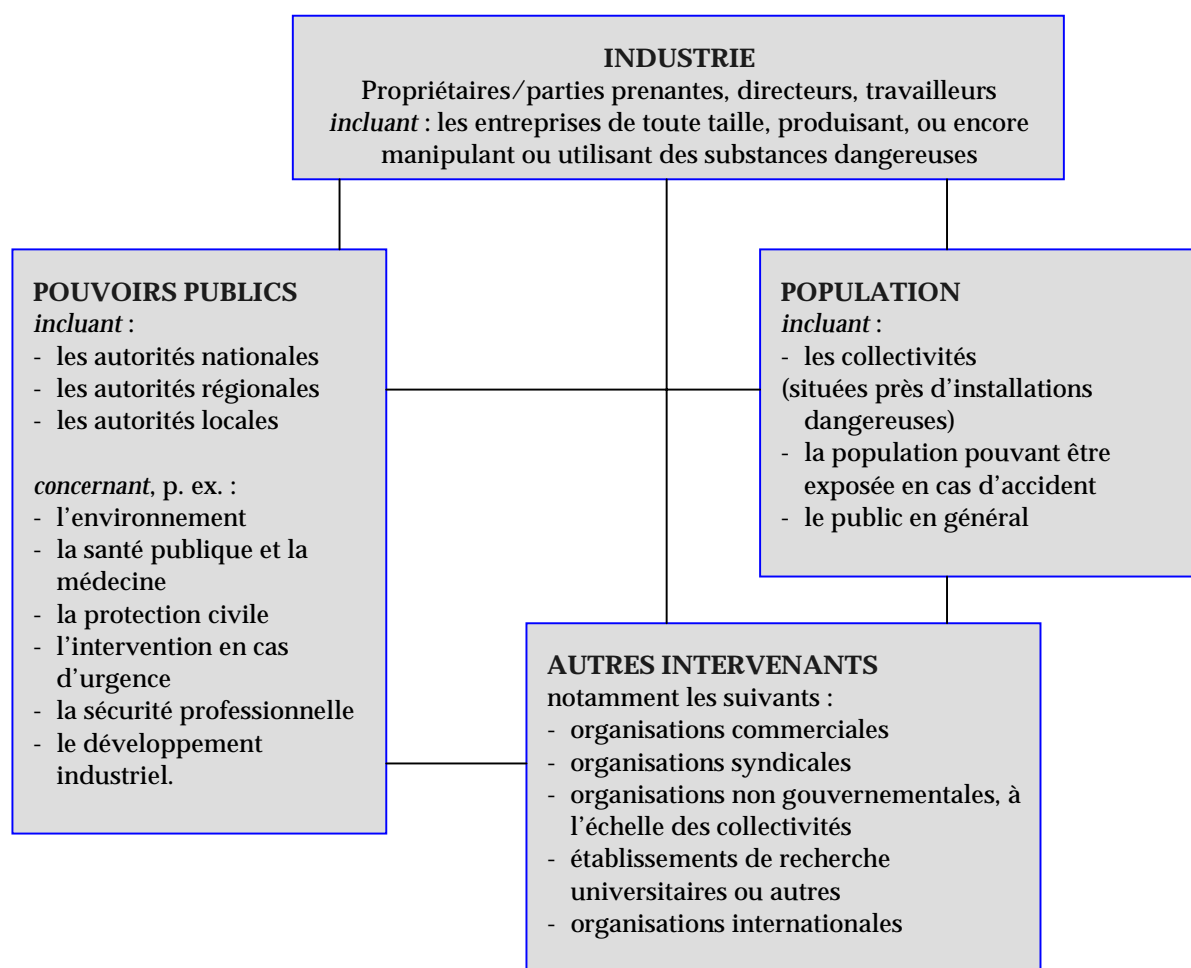 INDUSTRIE
Propriétaires/parties prenantes, directeurs, travailleurs
incluant : les entreprises de toute taille, produisant, ou encore
manipulant ou utilisant des substances dangereuses
POUVOIRS PUBLICS
incluant :
- les autorités nationales
- les autorités régionales
- les autorités locales
concernant, p. ex. :
- l'environnement
- la santé publique et la
médecine
- la protection civile
- l'intervention en cas
d'urgence
- la sécurité professionnelle
- le développement
industriel.
POPULATION
incluant :
- les collectivités
(situées près d'installations
dangereuses)
- la population pouvant être
exposée en cas d'accident
- le public en général
AUTRES INTERVENANTS
notamment les suivants :
- organisations commerciales
- organisations syndicales
- organisations non gouvernementales, à
l'échelle des collectivités
- établissements de recherche
universitaires ou autres
- organisations internationales